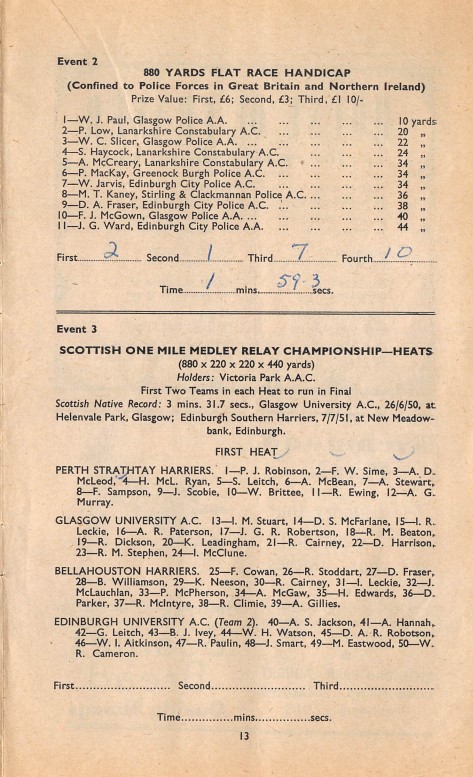 Event 2
880 YARDS FLAT RACE HANDICAP
(Confined to Police Forces in Great Britain and Northern Ireland)
Prize Value: First, £6; Second, £3; Third, £1 10/-
1—W. J. Paul, Glasgow Police A.A. ... ... ... ... 10 yards
2—P. Low, Lanarkshire Constabulary A.C. ... ... ... 20 „
3—W. C. Slicer, Glasgow Police A.A. ... ... ... ... 22 „
4—S. Haycock, Lanarkshire Constabulary A.C. ... ... ... 24 „
5—A. McCreary, Lanarkshire Constabulary A.C. ... ... ... 34 „
6—P. MacKay, Greenock Burgh Police A.A. ... ... ... 34 „
7—W. Jarvis, Edinburgh City Police A.A. ... ... ... 34 „
8—M. T. Kaney, Stirling & Clackmannan Police A.C. ... ... ... 36 „
9—D. A. Fraser, Edinburgh City Police A.C. ... ... ... 38 „
10—F. J. McGown, Glasgow Police A.A. ... ... ... ... 40 „
11—J. G. Ward, Edinburgh City Police A.A. ... ... ... 44 „
First 2 Second 1 Third 7 Fourth 10
Time 1 mins. 59.3 secs.
Event 3
SCOTTISH ONE MILE MEDLEY RELAY CHAMPIONSHIP—HEATS
(880 x 220 x 220 x 440 yards)
Holders: Victoria Park A.A.C.
First Two Teams in each Heat to run in Final
Scottish Native Record: 3 mins. 31.7 secs., Glasgow University A.C., 26/6/50, at
Helenvale Park, Glasgow; Edinburgh Southern Harriers, 7/7/51, at New Meadow-
bank, Edinburgh.
FIRST HEAT
PERTH STRATHTAY HARRIERS. 1—P. J. Robinson, 2—F. W. Sime, 3—A. D.
McLeod, 4—H. McL. Ryan, 5—S. Leitch, 6—A. McBean, 7—A. Stewart,
8—F. Sampson, 9—J. Scobie, 10—W. Brittee, 11—R. Ewing, 12—A. G.
Murray.
GLASGOW UNIVERSITY A.C. 13—I. M. Stuart, 14—D. S. McFarlane, 15—I. R.
Leckie, 16—A. R. Paterson, 17—J. G. R. Robertson, 18—R. M. Beaton,
19—R. Dickson, 20—K. Leadingham, 21—R. Cairney, 22—D. Harrison,
23—R. M. Stephen, 24—I. McClune.
BELLAHOUSTON HARRIERS. 25—F. Cowan, 26—R. Stoddart, 27—D. Fraser,
28—B. Williamson, 29—K. Neeson, 30—R. Cairney, 31—I. Leckie, 32—J.
McLauchlan, 33—P. McPherson, 34—A. McGaw, 35—H. Edwards, 36—D.
Parker, 37—R. McIntyre, 38—R. Climie, 39—A. Gillies.
EDINBURGH UNIVERSITY A.C. (Team 2). 40—A. S. Jackson, 41—A. Hannah,
42—G. Leitch, 43—B. J. Ivey, 44—W. H. Watson, 45—D. A. R. Robotson,
46—W. I. Aitkinson, 47—R. Paulin, 48—J. Smart, 49—M. Eastwood, 50—W.
R. Cameron.
First........................ Second........................ Third........................
Time...............mins...............secs.
13